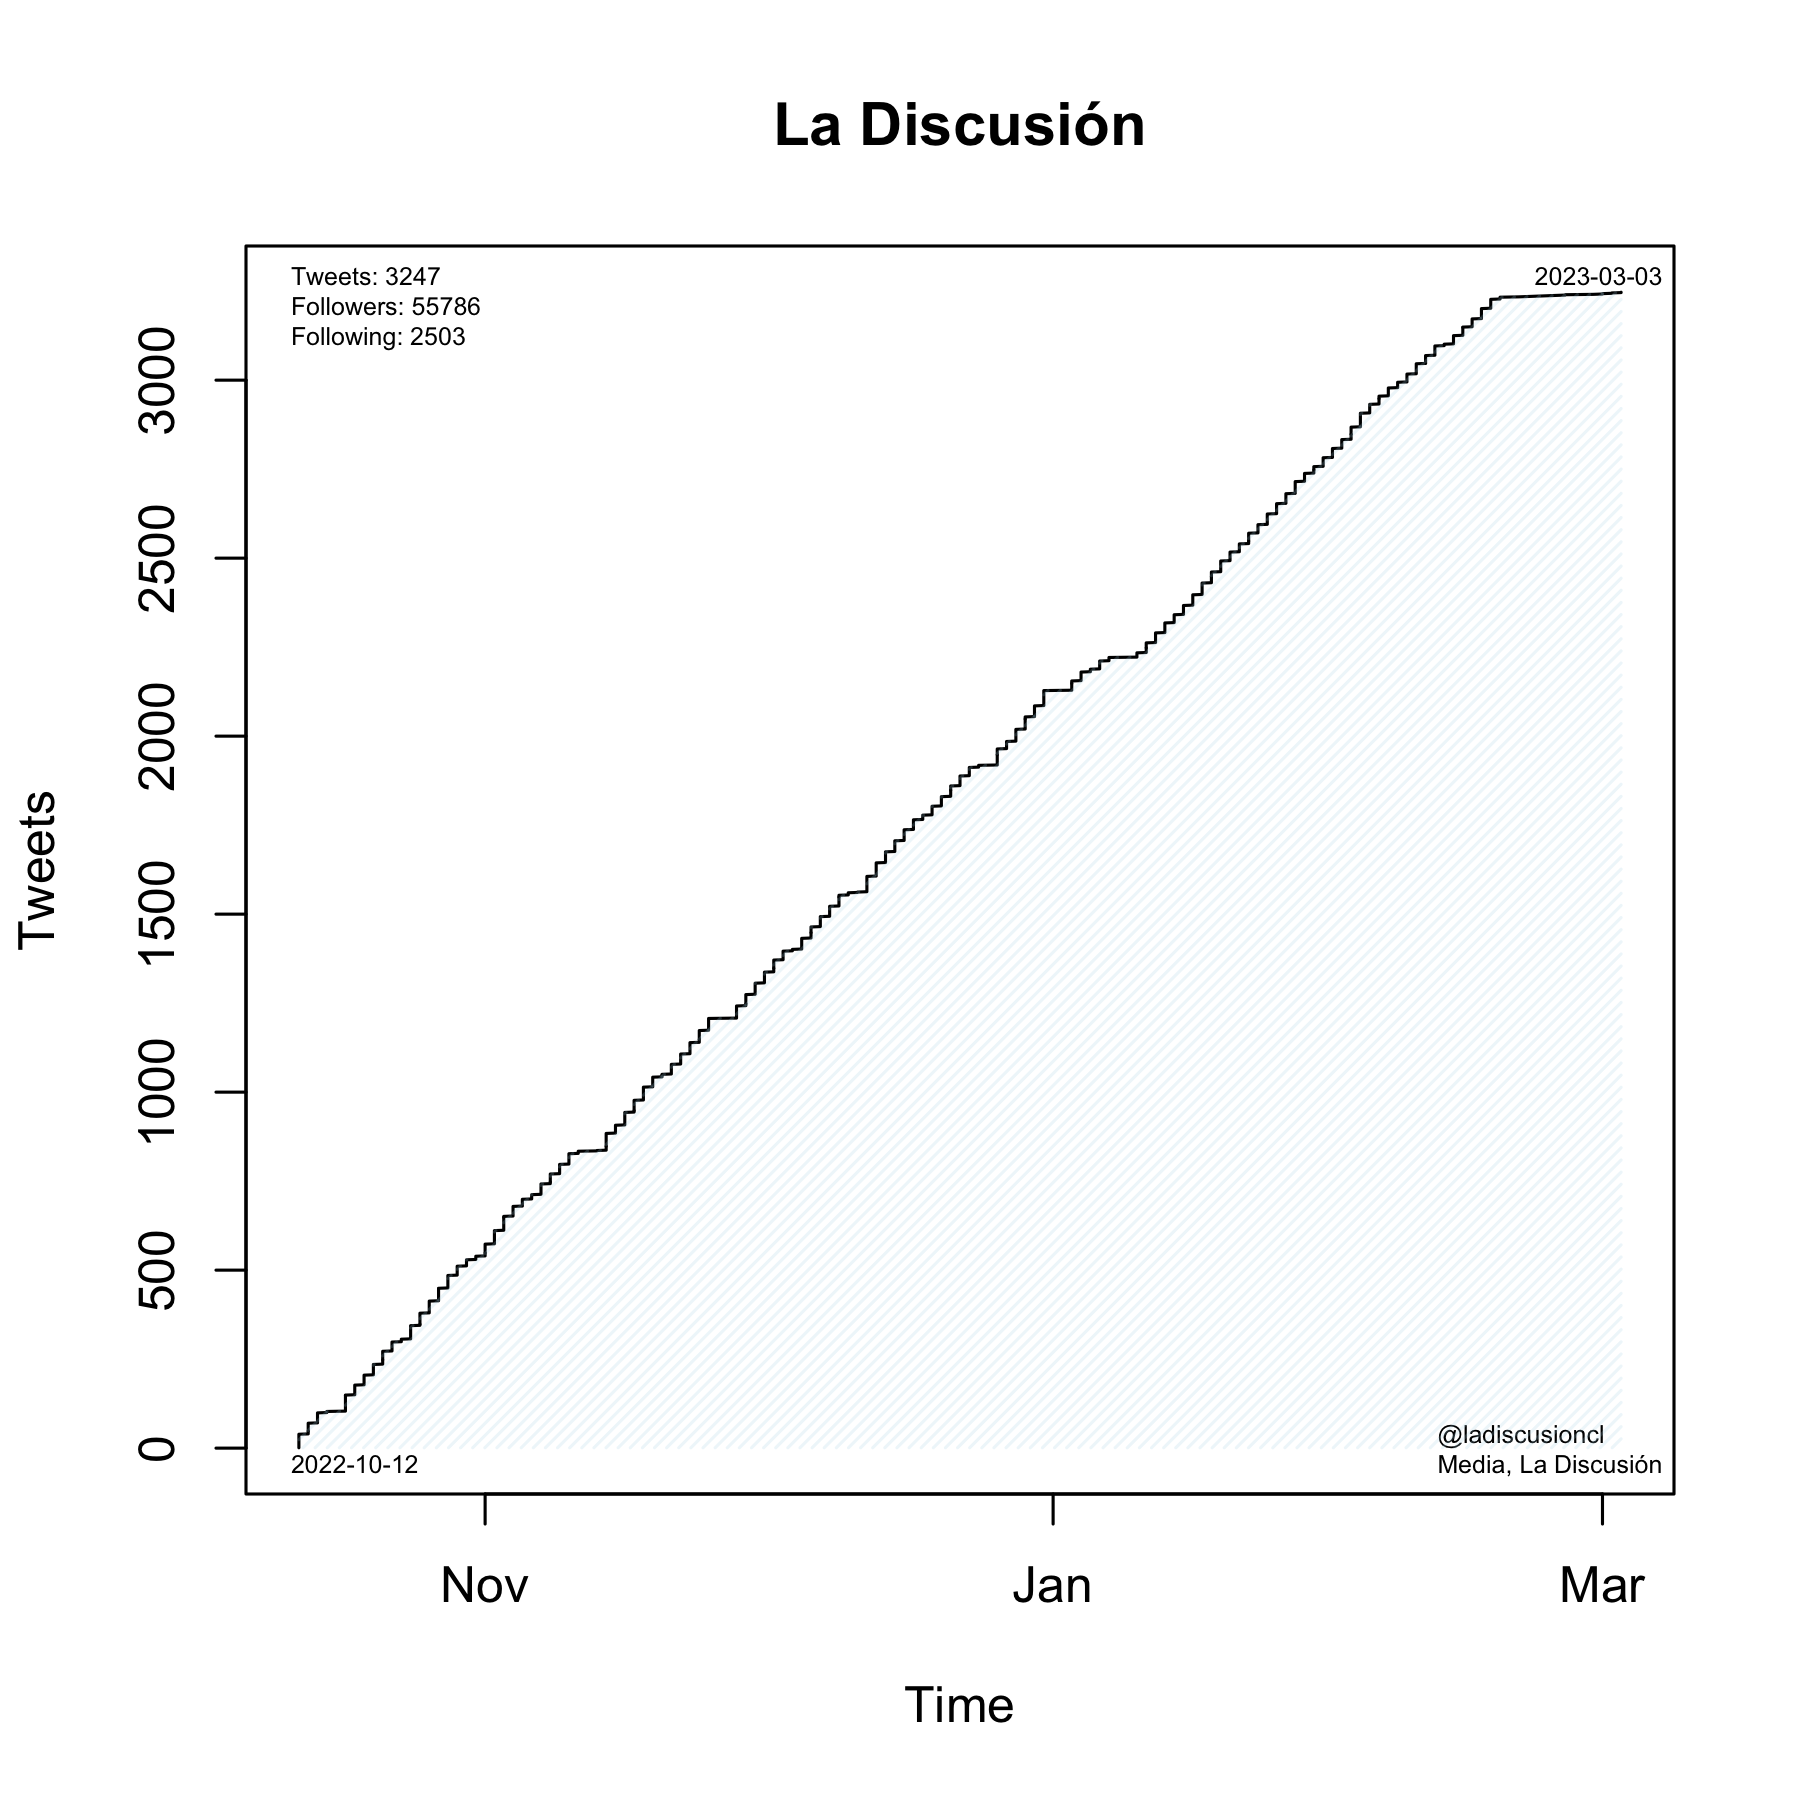 La Discusión
Tweets: 3247
Followers: 55786
Following: 2503
2023-03-03
3000
2500
2000
1500
1000
500
0
Tweets
2022-10-12
@ladiscusioncl
Media, La Discusión
Nov
Jan
Mar
Time